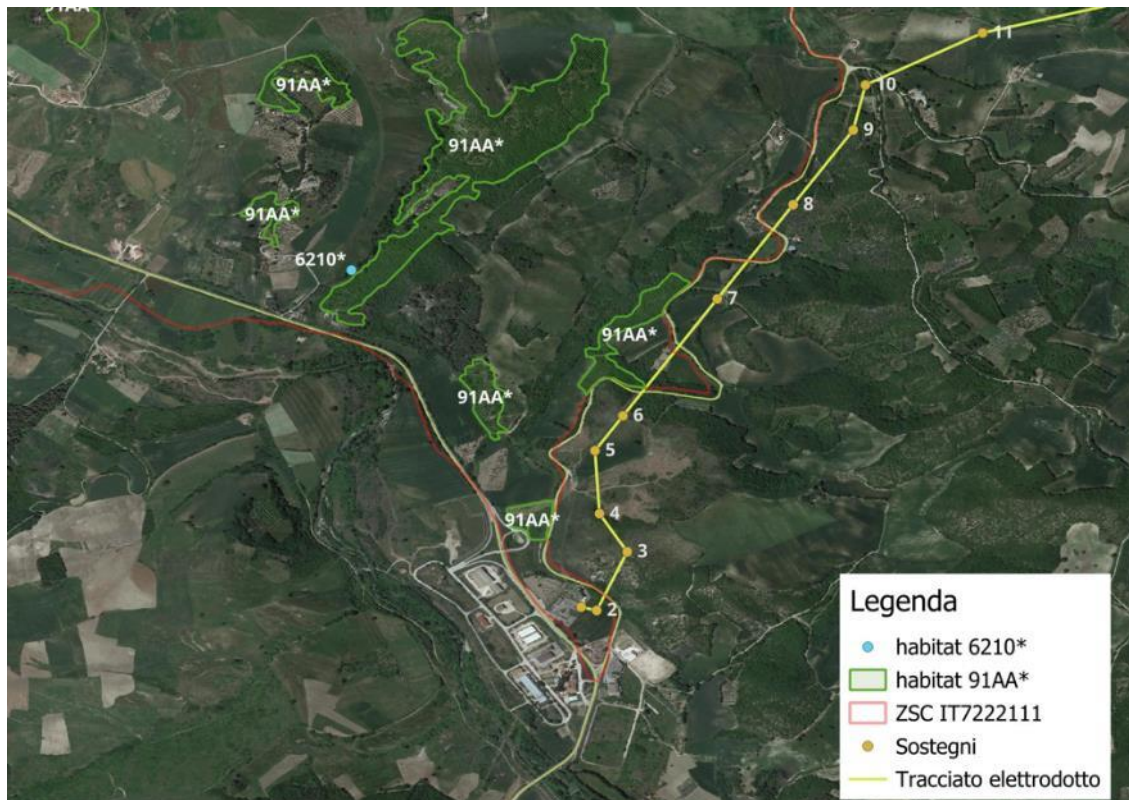 91AA
11
91AA*
10
91AA*
9
91AA*
8
6210*
7
91AA*
91AA*
6
5
91AA*
4
3
2
Legenda
habitat 6210*
habitat 91AA*
ZSC IT7222111
Sostegni
Tracciato elettrodotto